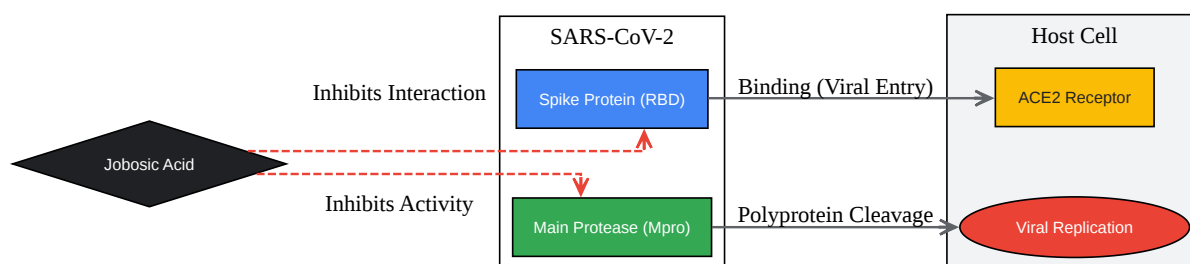 SARS-CoV-2
Host Cell
Inhibits Interaction
Spike Protein (RBD)
Binding (Viral Entry)
ACE2 Receptor
Jobosic Acid
Inhibits Activity
Main Protease (Mpro)
Polyprotein Cleavage
Viral Replication